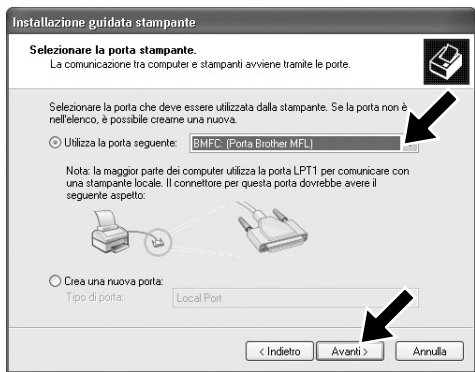 Installazione guidata stampante
Selezionare la porta stampante.
La comunicazione tra computer e stampanti avviene tramite le porte.
Selezionare la porta che deve essere utilizzata dalla stampante. Se la porta non è
nell'elenco, è possibile crearne una nuova.
Utilizza la porta seguente: BMFC: (Porta Brother MFL)
Nota: la maggior parte dei computer utilizza la porta LPT1 per comunicare con
una stampante locale. Il connettore per questa porta dovrebbe avere il
seguente aspetto:
Crea una nuova porta:
Tipo di porta: Local Port
< Indietro Avanti > Annulla